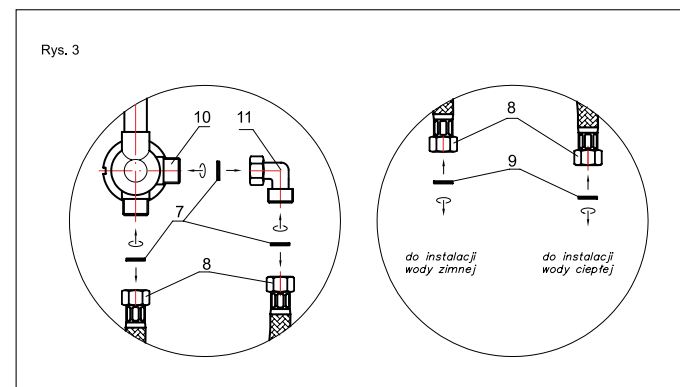 Rys. 3
10
11
7
8
8
9
do instalacji
wody zimnej
do instalacji
wody ciepłej